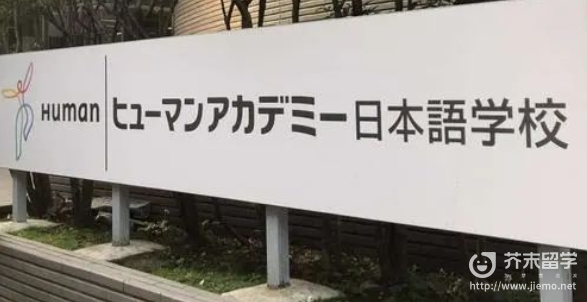 Human ヒューマンアカデミー日本語学校
芥末留学
http://www.jiemo.net/